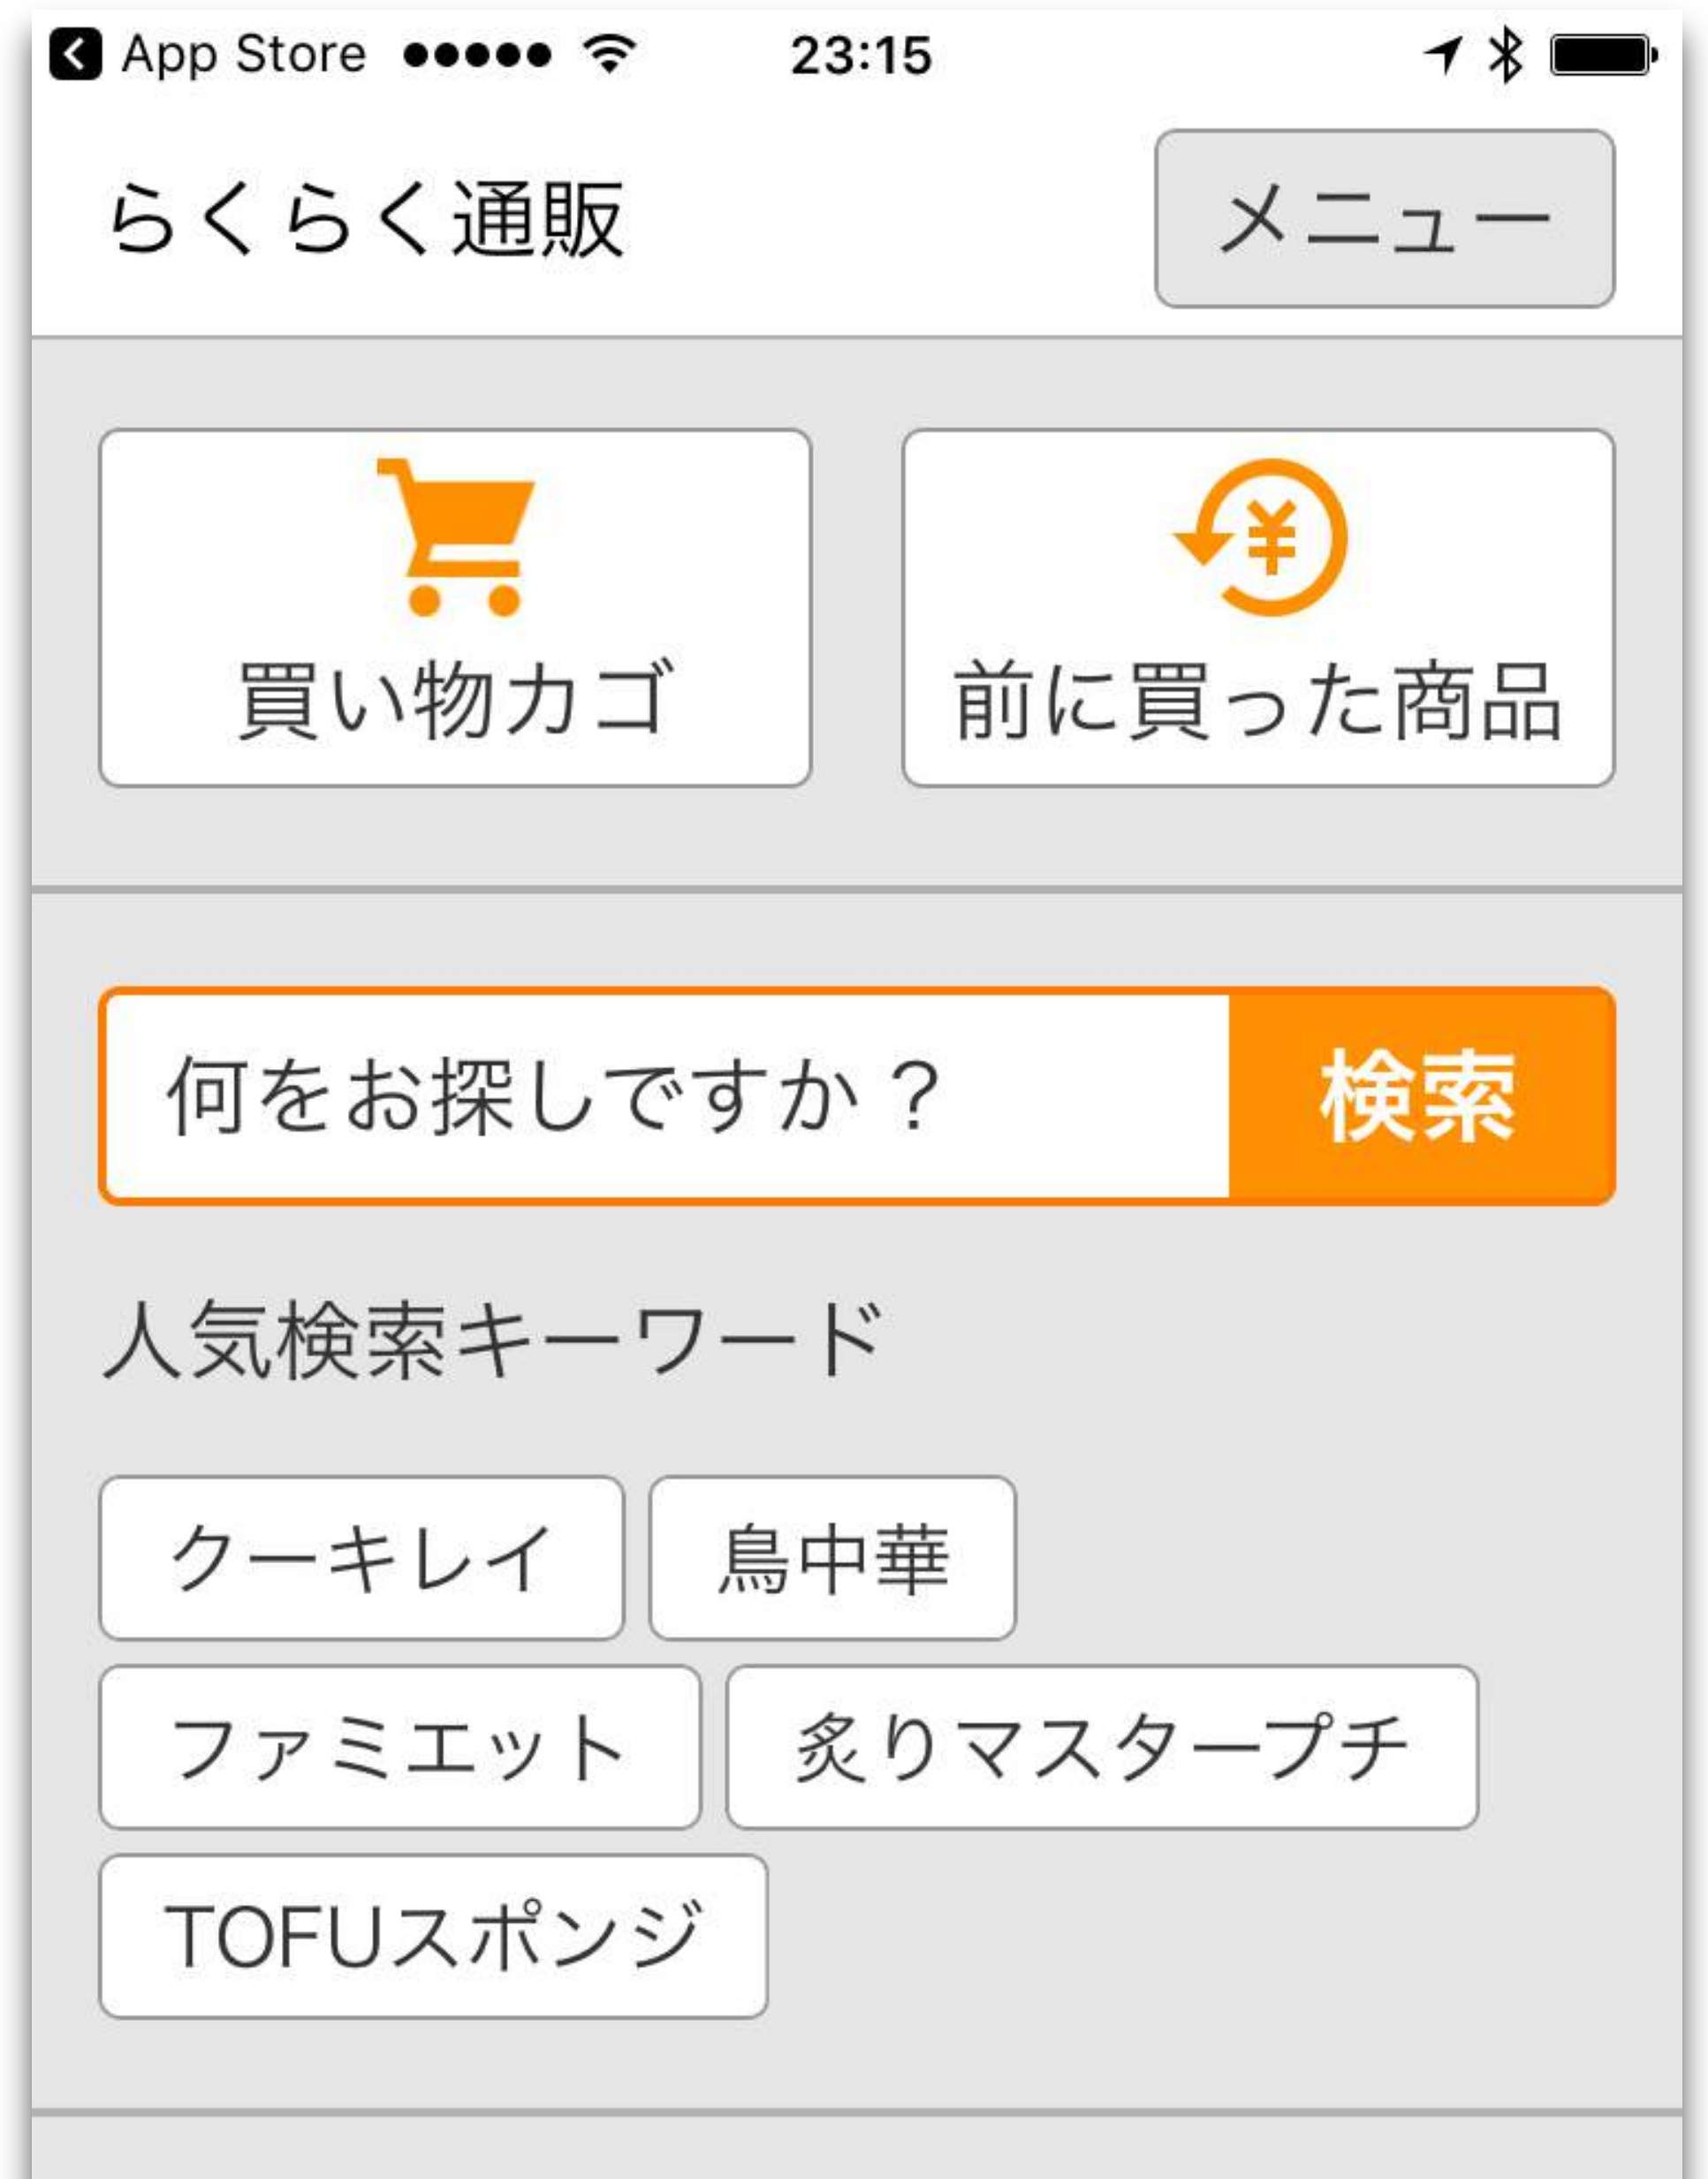 App Store 23:15
らくらく通販 メニュー
買い物カゴ 前に買った商品
何をお探しですか？ 検索
人気検索キーワード
クーキレイ 鳥中華
ファミエット 炙りマスタープチ
TOFUスポンジ